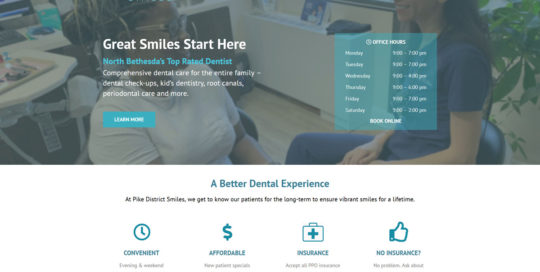 Great Smiles Start Here
North Bethesda's Top Rated Dentist
Comprehensive dental care for the entire family –
dental check-ups, kid's dentistry, root canals,
periodontal care and more.
LEARN MORE
OFFICE HOURS
Monday 9:00 - 7:00 pm
Tuesday 9:00 - 7:00 pm
Wednesday 9:00 - 4:00 pm
Thursday 9:00 - 4:00 pm
Friday 9:00 - 7:00 pm
Saturday 9:00 - 2:00 pm
BOOK ONLINE
A Better Dental Experience
At Pike District Smiles, we get to know our patients for the long-term to ensure vibrant smiles for a lifetime.
CONVENIENT
AFFORDABLE
INSURANCE
NO INSURANCE?
Evening & weekend
New patient specials
Accept all PPO insurance
No problem. Ask about